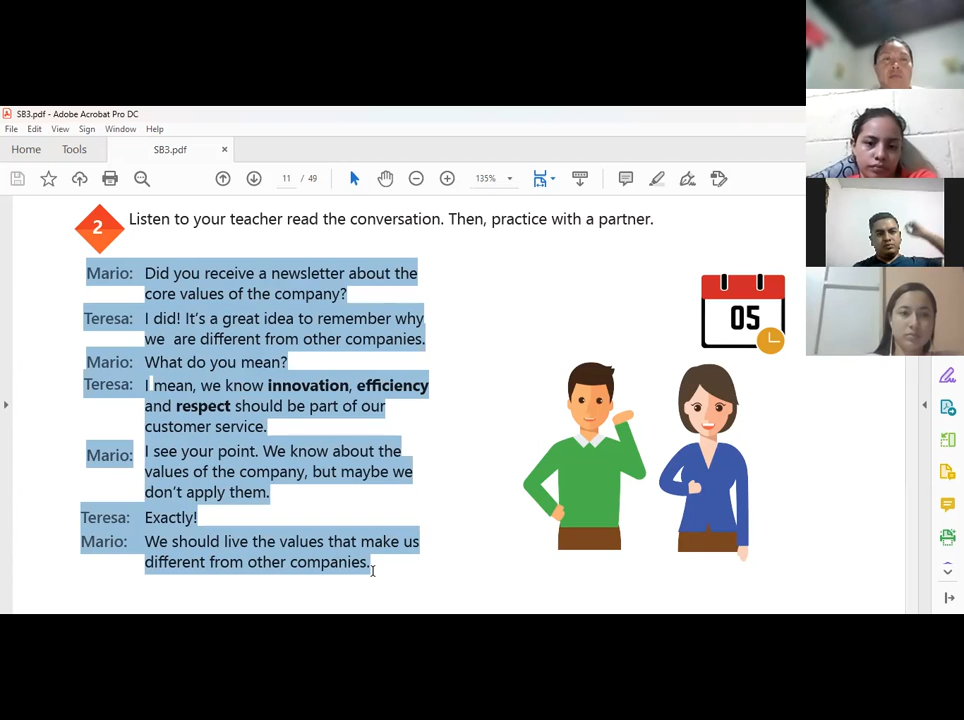 SB3.pdf - Adobe Acrobat Pro DC
File Edit View Sign Window Help
Home Tools SB3.pdf ×
11 / 49 135%
2 Listen to your teacher read the conversation. Then, practice with a partner.
Mario: Did you receive a newsletter about the
core values of the company?
Teresa: I did! It's a great idea to remember why
we are different from other companies.
Mario: What do you mean?
Teresa: I mean, we know innovation, efficiency
and respect should be part of our
customer service.
Mario: I see your point. We know about the
values of the company, but maybe we
don't apply them.
Teresa: Exactly!
Mario: We should live the values that make us
different from other companies.
05